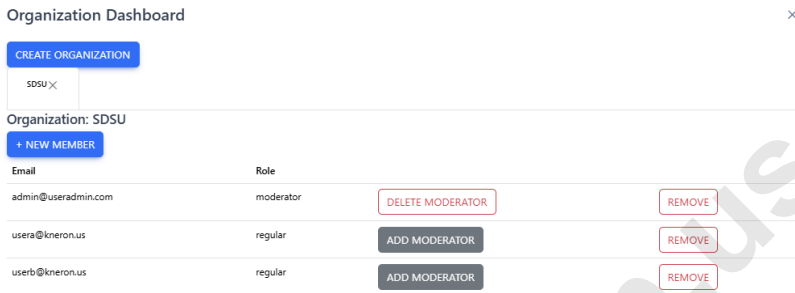 Organization Dashboard
CREATE ORGANIZATION
SDSU
Organization: SDSU
+ NEW MEMBER
Email Role
admin@useradmin.com moderator DELETE MODERATOR REMOVE
usera@kneron.us regular ADD MODERATOR REMOVE
userb@kneron.us regular ADD MODERATOR REMOVE